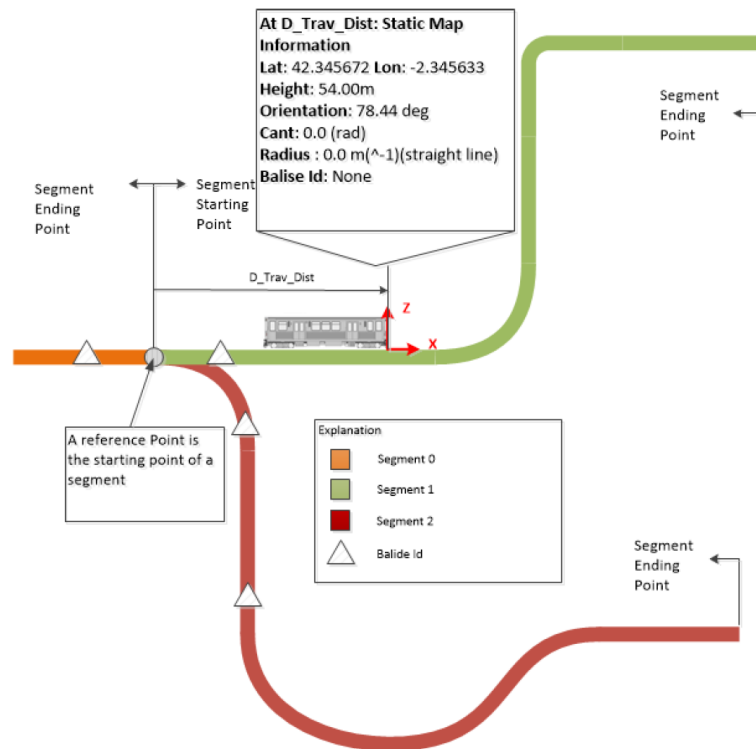 At D_Trav_Dist: Static Map
Information
Lat: 42.345672 Lon: -2.345633
Height: 54.00m
Orientation: 78.44 deg
Cant: 0.0 (rad)
Radius : 0.0 m(^-1)(straight line)
Balise Id: None
Segment
Ending
Point
Segment
Ending
Point
Segment
Starting
Point
D_Trav_Dist
Z
X
A reference Point is
the starting point of a
segment
Explanation
Segment 0
Segment 1
Segment 2
Balide Id
Segment
Ending
Point